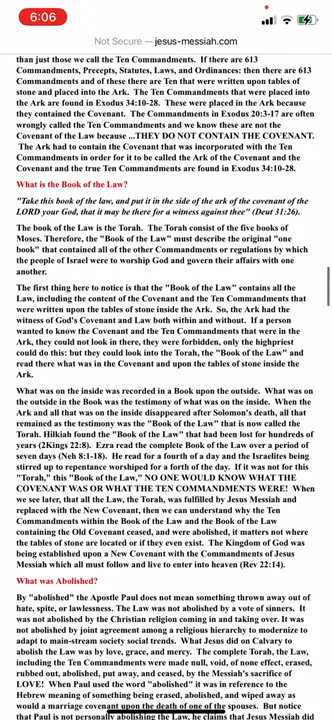 6:06
Not Secure — jesus-messiah.com
than just those we call the Ten Commandments. If there are 613
Commandments, Precepts, Statutes, Laws, and Ordinances: then there are 613
Commandments and of these there are Ten that were written upon tables of
stone and placed into the Ark. The Ten Commandments that were placed into
the Ark are found in Exodus 34:10-28. These were placed in the Ark because
they contained the Covenant. The Commandments in Exodus 20:3-17 are often
wrongly called the Ten Commandments and we know these are not the
Covenant of the Law because ...THEY DO NOT CONTAIN THE COVENANT.
The Ark had to contain the Covenant that was incorporated with the Ten
Commandments in order for it to be called the Ark of the Covenant and the
Covenant and the true Ten Commandments are found in Exodus 34:10-28.
What is the Book of the Law?
"Take this book of the law, and put it in the side of the ark of the covenant of the
LORD your God, that it may be there for a witness against thee" (Deut 31:26).
The book of the Law is the Torah. The Torah consist of the five books of
Moses. Therefore, the "Book of the Law" must describe the original "one
book" that contained all of the other Commandments or regulations by which
the people of Israel were to worship God and govern their affairs with one
another.
The first thing here to notice is that the "Book of the Law" contains all the
Law, including the content of the Covenant and the Ten Commandments that
were written upon the tables of stone inside the Ark. So, the Ark had the
witness of God's Covenant and Law both within and without. If a person
wanted to know the Covenant and the Ten Commandments that were in the
Ark, they could not look in there, they were forbidden, only the highpriest
could do this: but they could look into the Torah, the "Book of the Law" and
read there what was in the Covenant and upon the tables of stone inside the
Ark.
What was on the inside was recorded in a Book upon the outside. What was on
the outside in the Book was the testimony of what was on the inside. When the
Ark and all that was on the inside disappeared after Solomon's death, all that
remained as the testimony was the "Book of the Law" that is now called the
Torah. Hilkiah found the "Book of the Law" that had been lost for hundreds of
years (2Kings 22:8). Ezra read the complete Book of the Law over a period of
seven days (Neh 8:1-18). He read for a fourth of a day and the Israelites being
stirred up to repentance worshiped for a forth of the day. If it was not for this
"Torah," this "Book of the Law," NO ONE WOULD KNOW WHAT THE
COVENANT WAS OR WHAT THE TEN COMMANDMENTS WERE! When
we see later, that all the Law, the Torah, was fulfilled by Jesus Messiah and
replaced with the New Covenant, then we can understand why the Ten
Commandments within the Book of the Law and the Book of the Law
containing the Old Covenant ceased, and were abolished, it matters not where
the tables of stone are located or if they even exist. The Kingdom of God was
being established upon a New Covenant with the Commandments of Jesus
Messiah which all must follow and live to enter into heaven (Rev 22:14).
What was Abolished?
By "abolished" the Apostle Paul does not mean something thrown away out of
hate, spite, or lawlessness. The Law was not abolished by a vote of sinners. It
was not abolished by the Christian religion coming in and taking over. It was
not abolished by joint agreement among a religious hierarchy to modernize to
adapt to main-stream society social trends. What Jesus did on Calvary to
abolish the Law was by love, grace, and mercy. The complete Torah, the Law,
including the Ten Commandments were made null, void, of none effect, erased,
rubbed out, abolished, put away, and ceased, by the Messiah's sacrifice of
LOVE! When Paul used the word "abolished" it was in reference to the
Hebrew meaning of something being erased, abolished, and wiped away as
would a marriage covenant upon the death of one of the spouses. But notice
that Paul is not personally abolishing the Law, he claims that Jesus Messiah did